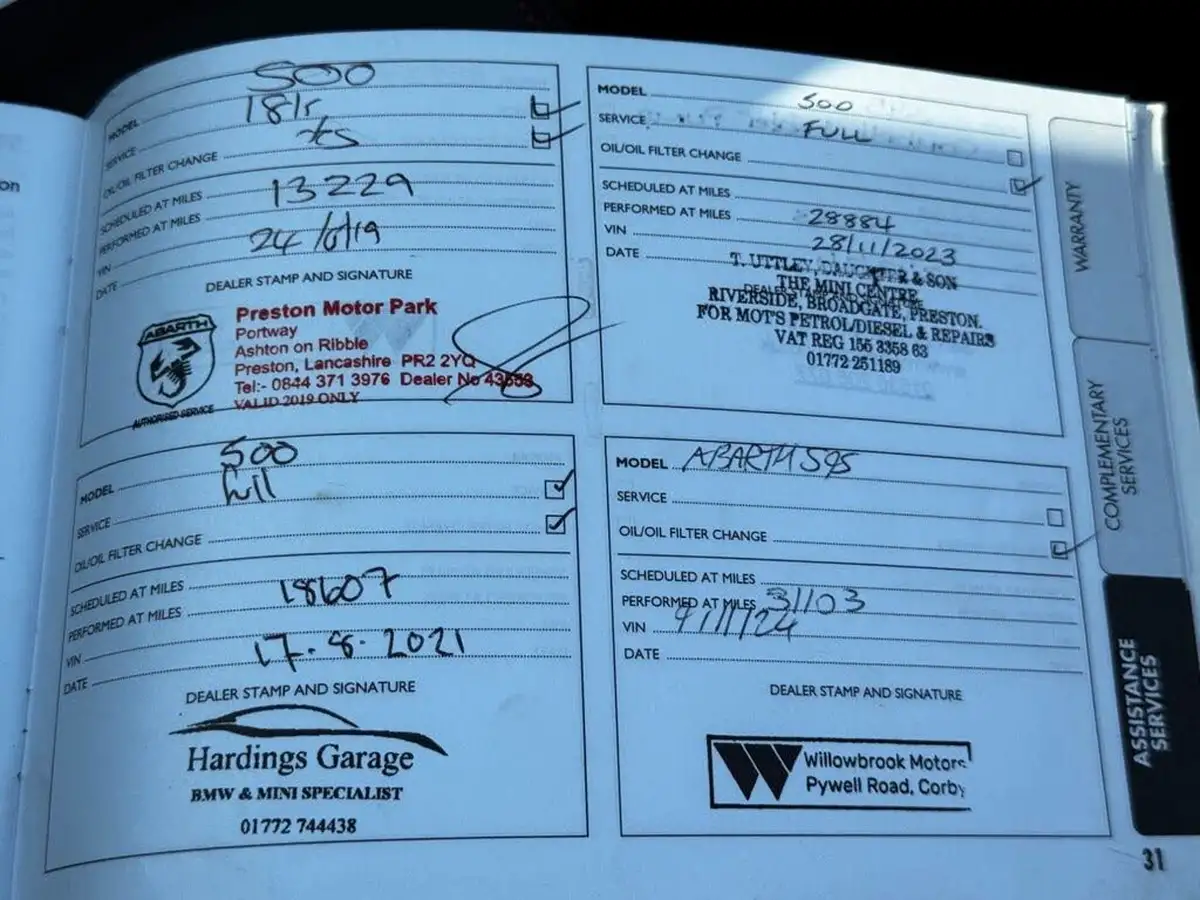 on
500
MODEL
SERVICE
OIL/OIL FILTER CHANGE
SCHEDULED AT MILES
PERFORMED AT MILES 13229
VIN
24/6/19
DATE
DEALER STAMP AND SIGNATURE
ABARTH
AUTHORISED SERVICE
Preston Motor Park
Portway
Ashton on Ribble
Preston, Lancashire PR2 2YQ
Tel:- 0844 371 3976 Dealer No 43553
VALID 2019 ONLY
MODEL 500
SERVICE FULL
OIL/OIL FILTER CHANGE
SCHEDULED AT MILES
PERFORMED AT MILES 28884
VIN 28/11/2023
DATE
T. UTTLEY, DAUGHTER & SON
THE MINI CENTRE,
RIVERSIDE, BROADGATE, PRESTON.
FOR MOT'S PETROL/DIESEL & REPAIRS
VAT REG 156 3358 63
01772 251189
500
MODEL
full
SERVICE
OIL/OIL FILTER CHANGE
SCHEDULED AT MILES
PERFORMED AT MILES 18607
VIN
17.8.2021
DATE
DEALER STAMP AND SIGNATURE
Hardings Garage
BMW & MINI SPECIALIST
01772 744438
MODEL ABARTH 595
SERVICE
OIL/OIL FILTER CHANGE
SCHEDULED AT MILES
PERFORMED AT MILES 31103
VIN
DATE
DEALER STAMP AND SIGNATURE
Willowbrook Motors
Pywell Road, Corby
WARRANTY
COMPLEMENTARY
SERVICES
ASSISTANCE
SERVICES
31